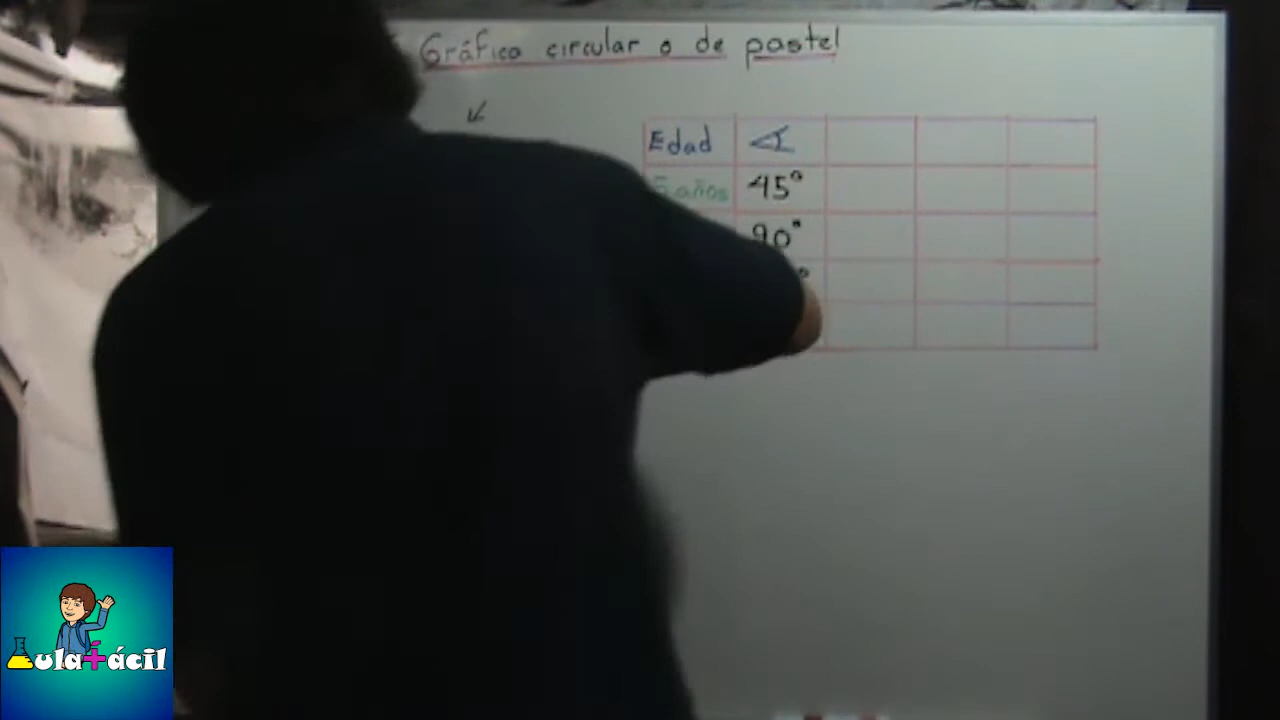 Gráfica circular o de pastel
Edad ∢
5 años 45°
90°
Aula fácil